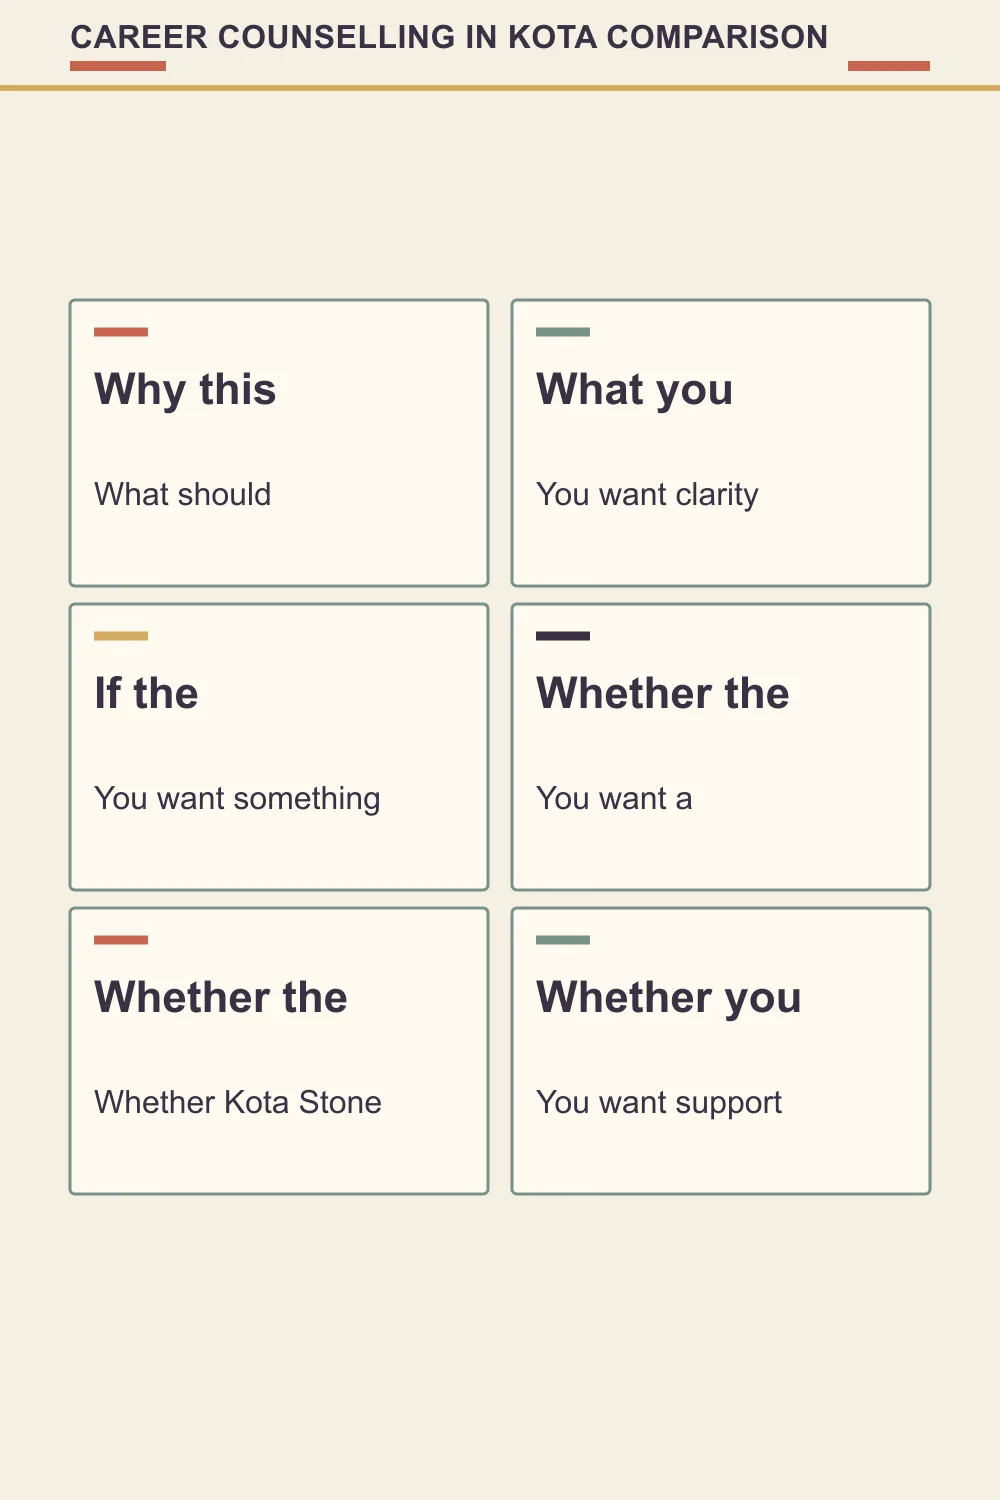 CAREER COUNSELLING IN KOTA COMPARISON
Why this
What should
What you
You want clarity
If the
You want something
Whether the
You want a
Whether the
Whether Kota Stone
Whether you
You want support